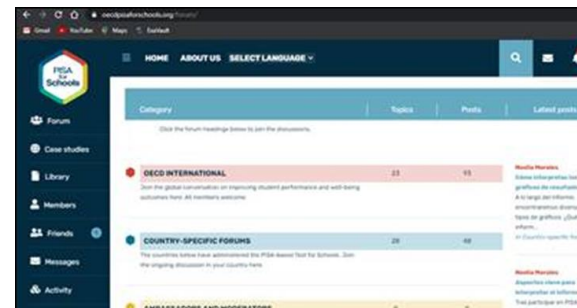 oecdpisaforschools.org/forum/
Gmail YouTube Maps
HOME ABOUT US SELECT LANGUAGE
PISA
for
Schools
Category Topics Posts Latest posts
Click the forum headings below to join the discussions.
Forum
Case studies
Library
Members
Friends
Messages
Activity
OECD INTERNATIONAL 23 93
Join the global conversation on improving student performance and well-being
outcomes here. All members welcome.
Noelia Morales
COUNTRY-SPECIFIC FORUMS 28
The countries below have administered the PISA-based Test for Schools. Join
the ongoing discussion in your country here.
Noelia Morales
AMBASSADORS AND MODERATORS